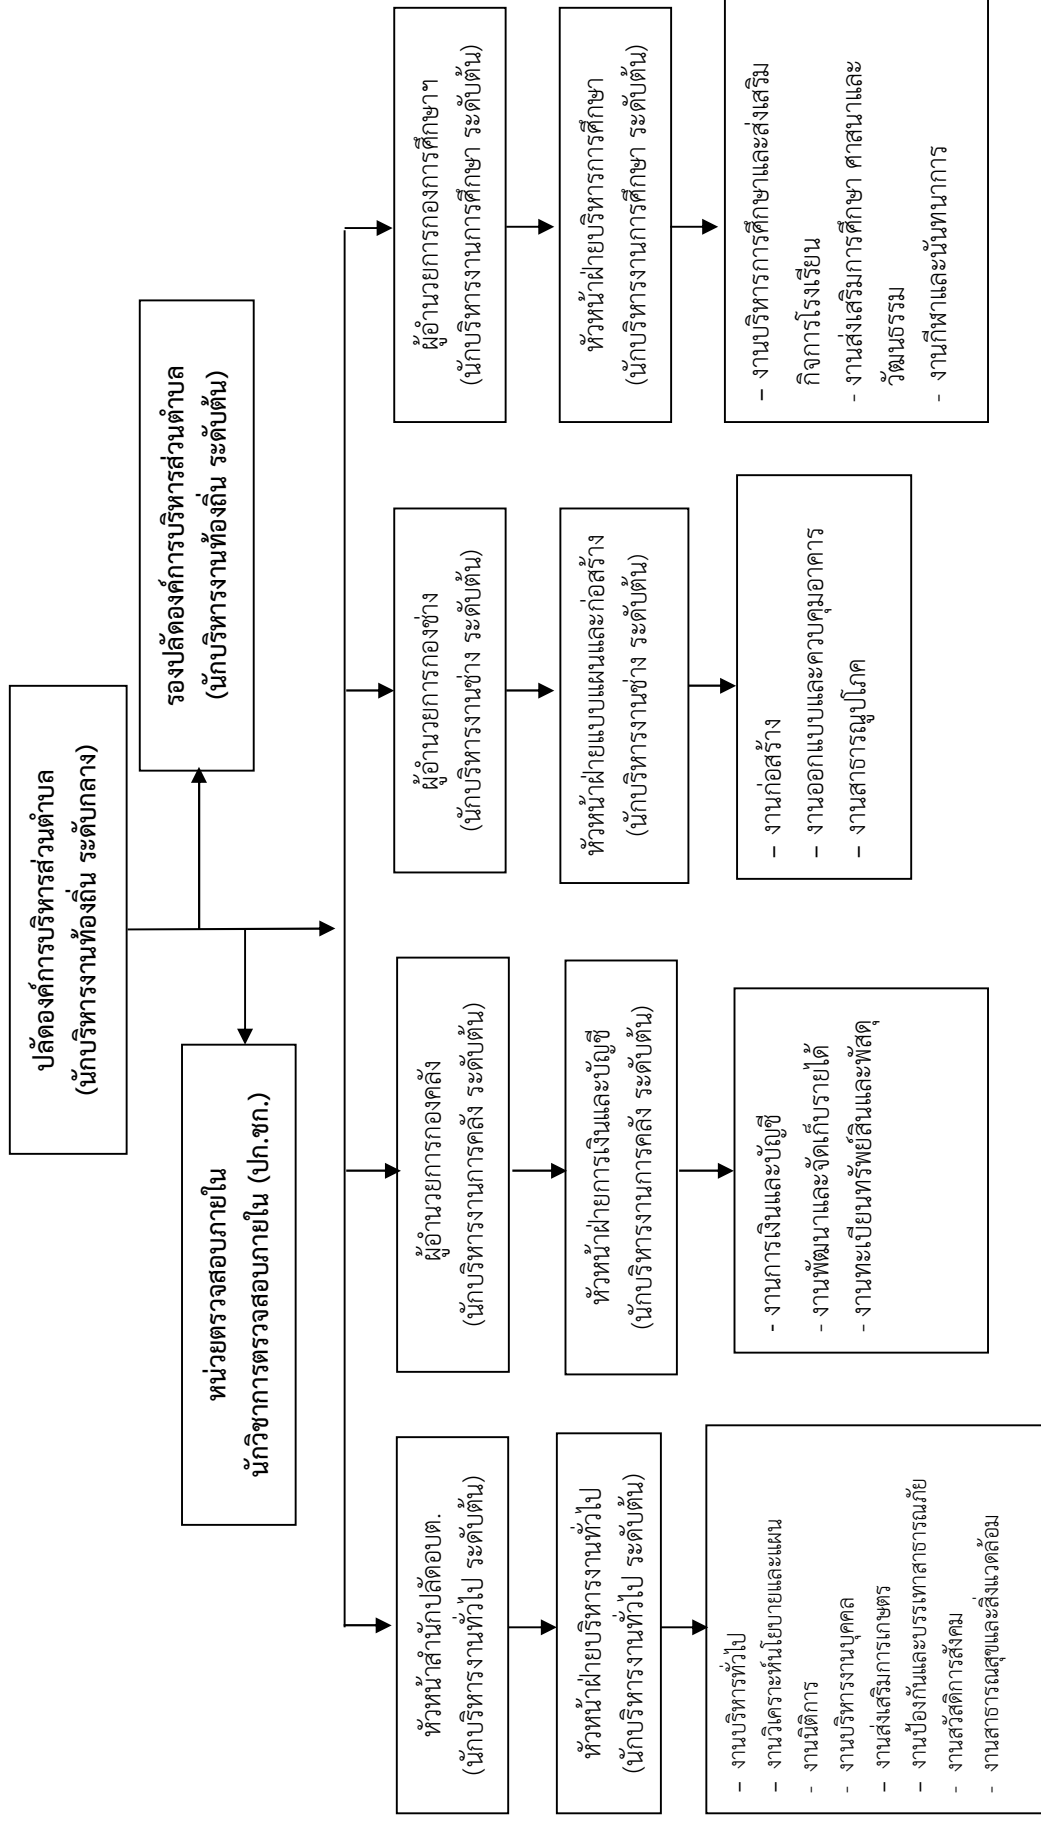 ปลัดองค์การบริหารส่วนตำบล
(นักบริหารงานท้องถิ่น ระดับกลาง)
รองปลัดองค์การบริหารส่วนตำบล
(นักบริหารงานท้องถิ่น ระดับต้น)
หน่วยตรวจสอบภายใน
นักวิชาการตรวจสอบภายใน (ปก.ชก.)
หัวหน้าสำนักปลัดอบต.
(นักบริหารงานทั่วไป ระดับต้น)
หัวหน้าฝ่ายบริหารงานทั่วไป
(นักบริหารงานทั่วไป ระดับต้น)
- งานบริหารทั่วไป
- งานวิเคราะห์นโยบายและแผน
- งานนิติการ
- งานบริหารงานบุคคล
- งานส่งเสริมการเกษตร
- งานป้องกันและบรรเทาสาธารณภัย
- งานสวัสดิการสังคม
- งานสาธารณสุขและสิ่งแวดล้อม
ผู้อำนวยการกองคลัง
(นักบริหารงานการคลัง ระดับต้น)
หัวหน้าฝ่ายการเงินและบัญชี
(นักบริหารงานการคลัง ระดับต้น)
- งานการเงินและบัญชี
- งานพัฒนาและจัดเก็บรายได้
- งานทะเบียนทรัพย์สินและพัสดุ
ผู้อำนวยการกองช่าง
(นักบริหารงานช่าง ระดับต้น)
หัวหน้าฝ่ายแบบแผนและก่อสร้าง
(นักบริหารงานช่าง ระดับต้น)
- งานก่อสร้าง
- งานออกแบบและควบคุมอาคาร
- งานสาธารณูปโภค
ผู้อำนวยการกองการศึกษาฯ
(นักบริหารงานการศึกษา ระดับต้น)
หัวหน้าฝ่ายบริหารการศึกษา
(นักบริหารงานการศึกษา ระดับต้น)
- งานบริหารการศึกษาและส่งเสริม
กิจการโรงเรียน
- งานส่งเสริมการศึกษา ศาสนาและ
วัฒนธรรม
- งานกีฬาและนันทนาการ